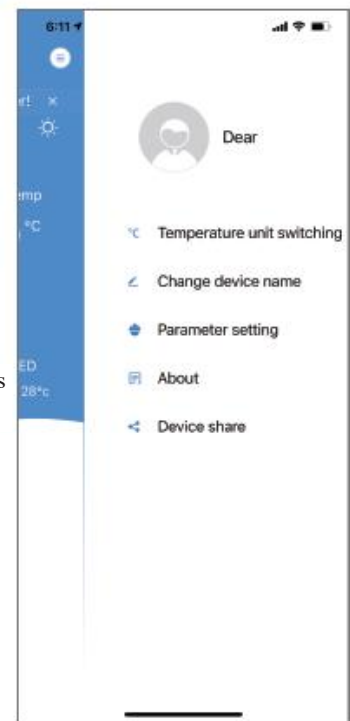 6:11
r! ×
Dear
emp
°C
°C Temperature unit switching
Change device name
Parameter setting
ED
About
s
28°c
Device share